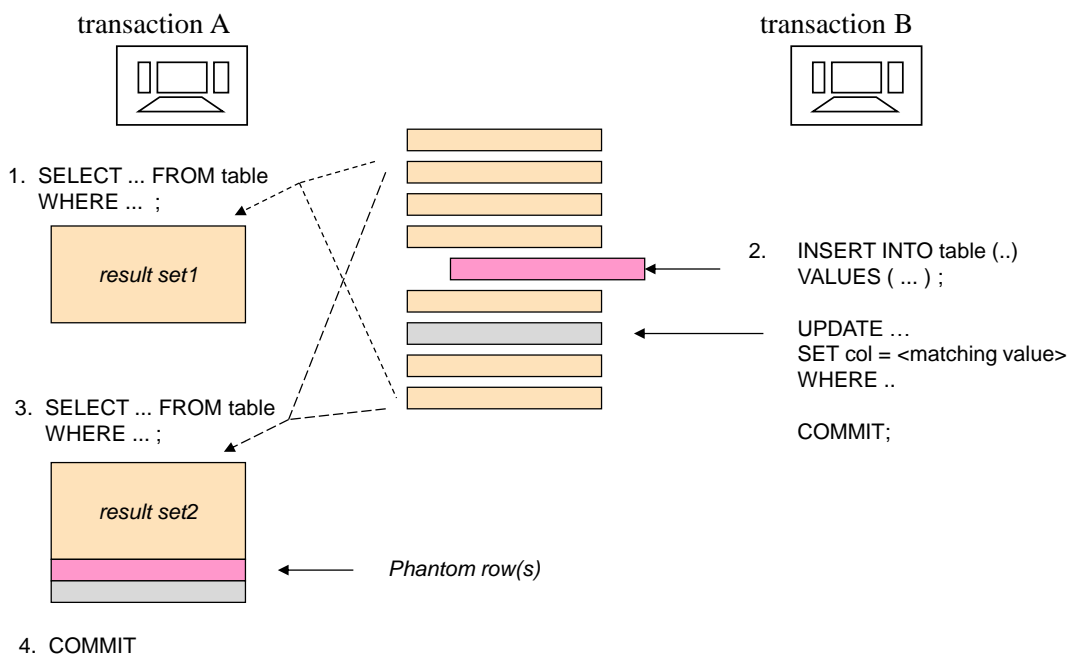 transaction A
transaction B
1. SELECT ... FROM table
WHERE ... ;
result set1
2. INSERT INTO table (..)
VALUES ( ... ) ;
UPDATE ...
SET col = <matching value>
WHERE ..
COMMIT;
3. SELECT ... FROM table
WHERE ... ;
result set2
Phantom row(s)
4. COMMIT